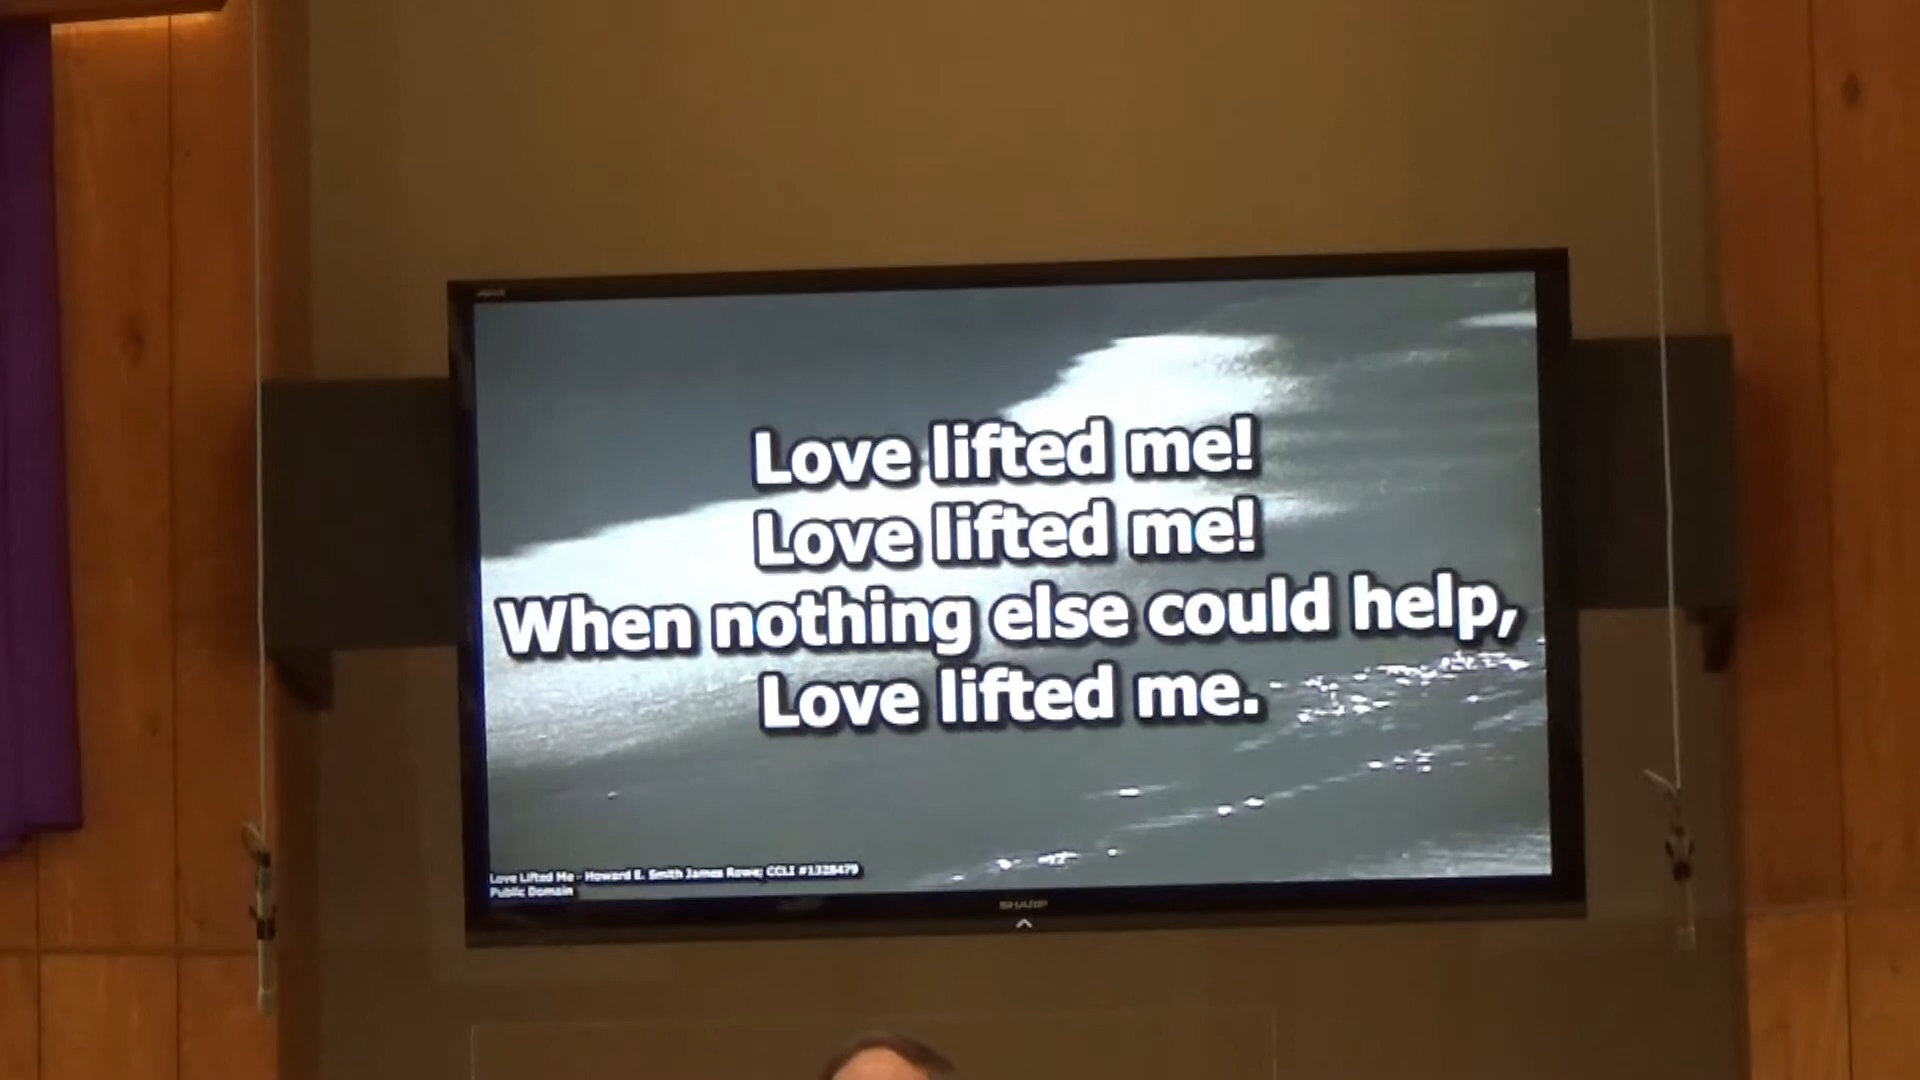 Love lifted me!
Love lifted me!
When nothing else could help,
Love lifted me.
Love Lifted Me - Howard E. Smith James Rowe; CCLI #1328479
Public Domain
SHARP